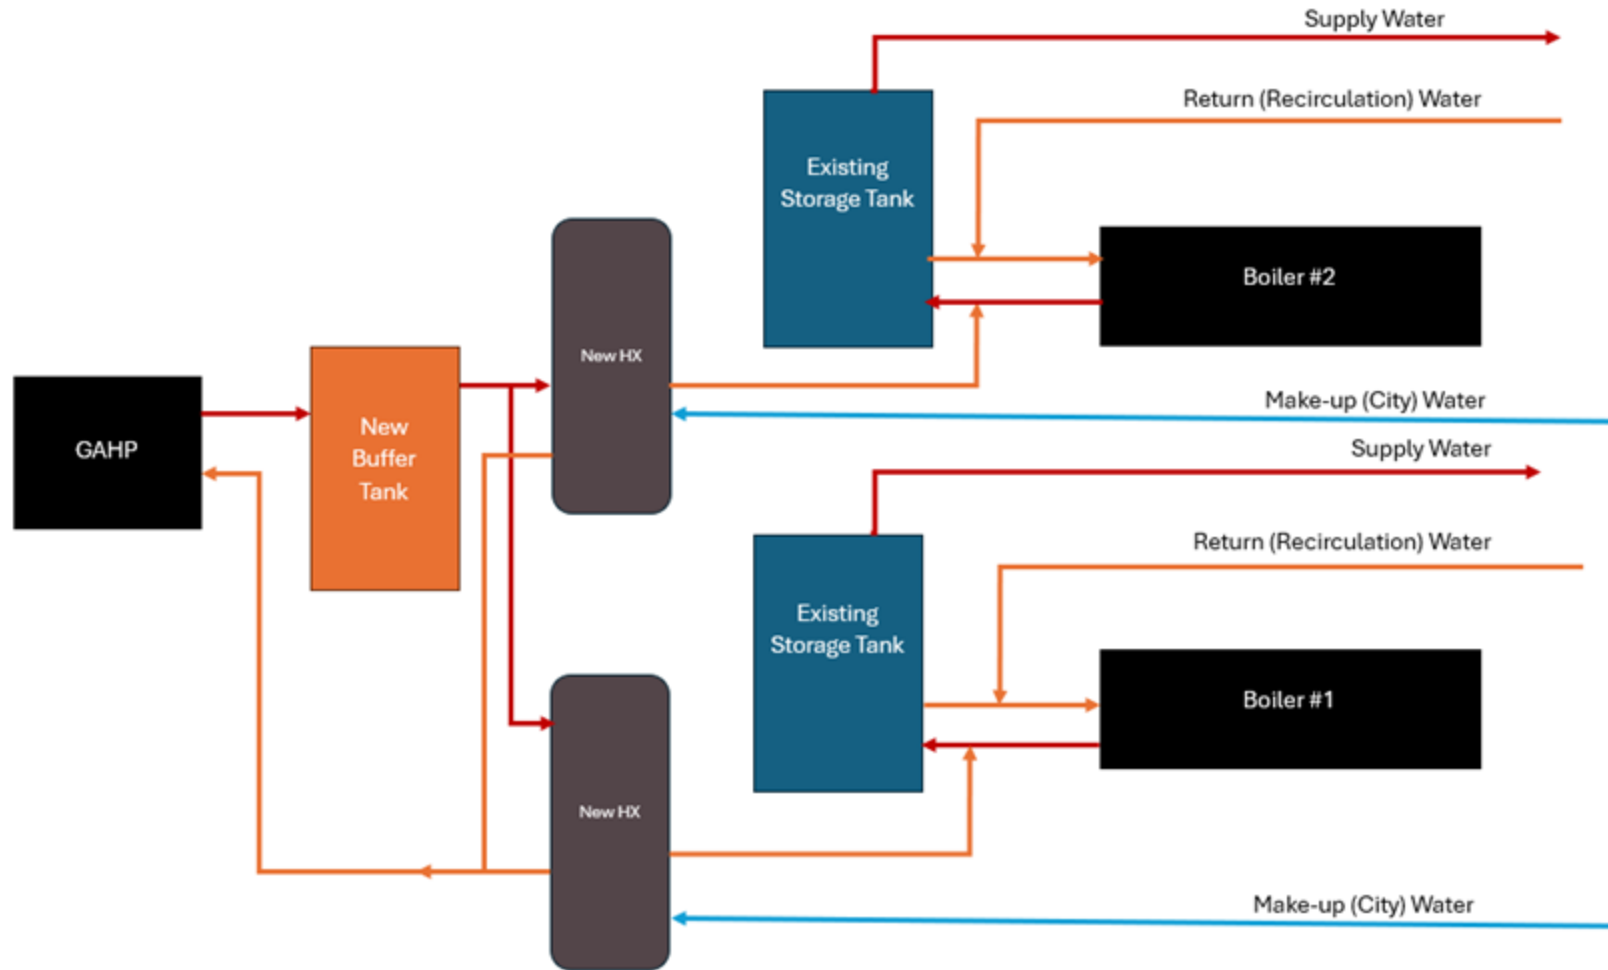 Supply Water
Return (Recirculation) Water
Existing
Storage Tank
Boiler #2
New HX
Make-up (City) Water
GAHP
New
Buffer
Tank
Supply Water
Return (Recirculation) Water
Existing
Storage Tank
Boiler #1
New HX
Make-up (City) Water